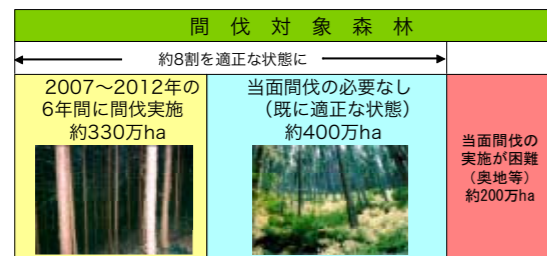 間伐対象森林
約8割を適正な状態に
2007～2012年の
6年間に間伐実施
約330万ha
当面間伐の必要なし
（既に適正な状態）
約400万ha
当面間伐の
実施が困難
（奥地等）
約200万ha